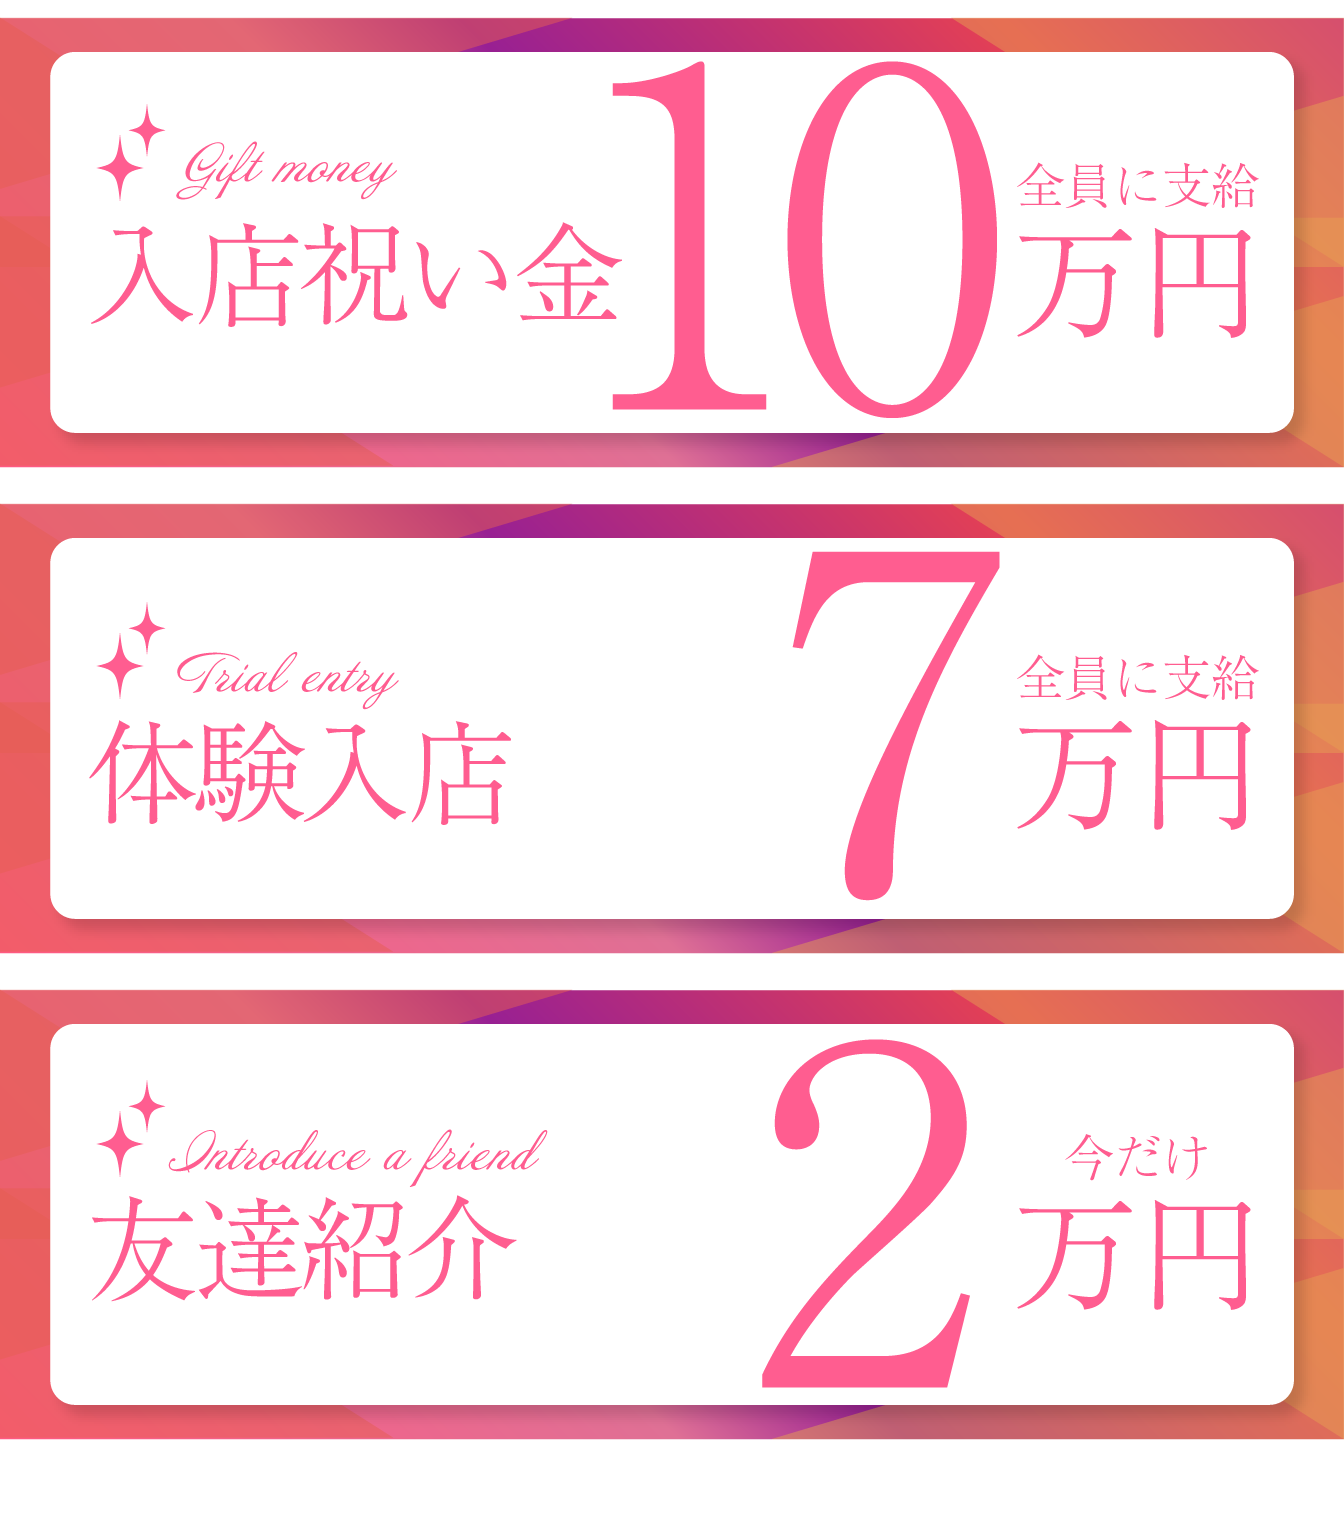 Gift money
入店祝い金
10
全員に支給
万円
Trial entry
体験入店
7
全員に支給
万円
Introduce a friend
友達紹介
2
今だけ
万円